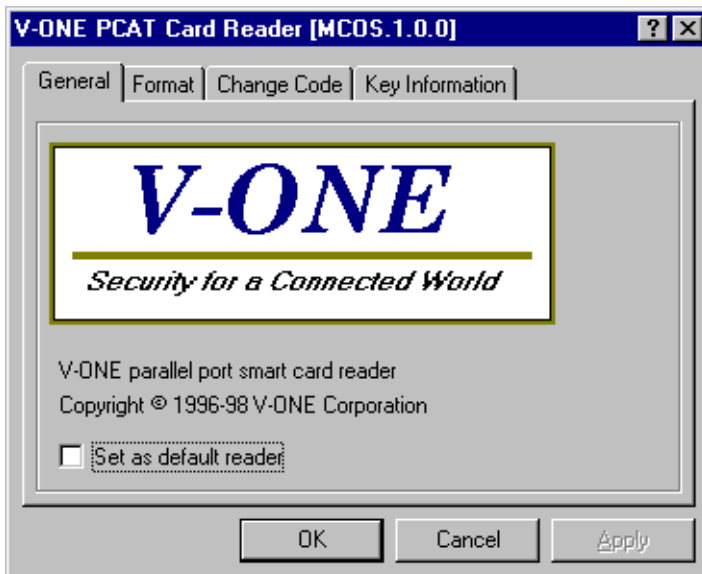 V-ONE PCAT Card Reader [MCOS.1.0.0]
General Format Change Code Key Information
V-ONE
Security for a Connected World
V-ONE parallel port smart card reader
Copyright © 1996-98 V-ONE Corporation
Set as default reader
OK Cancel Apply